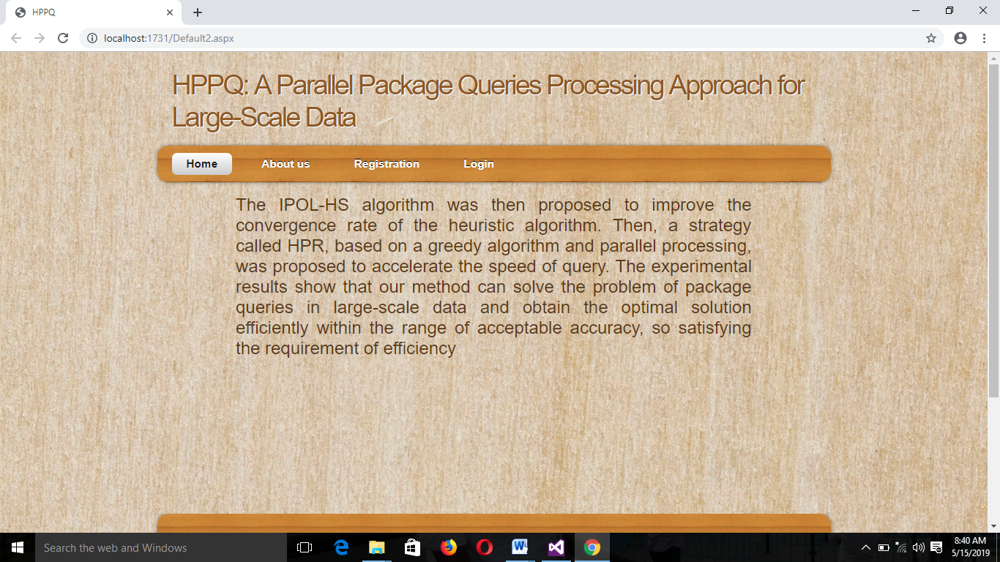 HPPQ
localhost:1731/Default2.aspx
HPPQ: A Parallel Package Queries Processing Approach for
Large-Scale Data
Home About us Registration Login
The IPOL-HS algorithm was then proposed to improve the
convergence rate of the heuristic algorithm. Then, a strategy
called HPR, based on a greedy algorithm and parallel processing,
was proposed to accelerate the speed of query. The experimental
results show that our method can solve the problem of package
queries in large-scale data and obtain the optimal solution
efficiently within the range of acceptable accuracy, so satisfying
the requirement of efficiency
Search the web and Windows
8:40 AM
5/15/2019